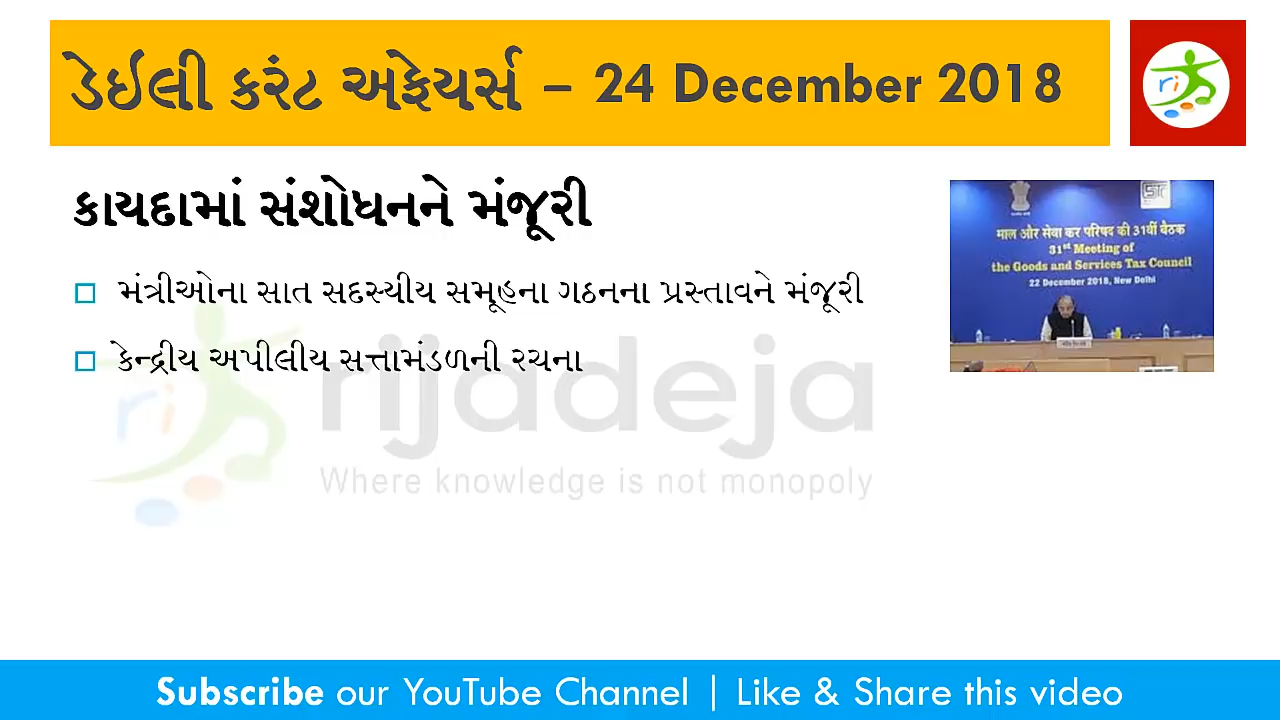 ડેઈલી કરંટ અફેયર્સ – 24 December 2018
ri
કાયદામાં સંશોધનને મંજૂરી
મંત્રીઓના સાત સદસ્યીય સમૂહના ગઠનના પ્રસ્તાવને મંજૂરી
કેન્દ્રીય અપીલીય સત્તામંડળની રચના
माल और सेवा कर परिषद की 31वीं बैठक
31st Meeting of
the Goods and Services Tax Council
22 December 2018, New Delhi
ri
rijadeja
Where knowledge is not monopoly
Subscribe our YouTube Channel | Like & Share this video